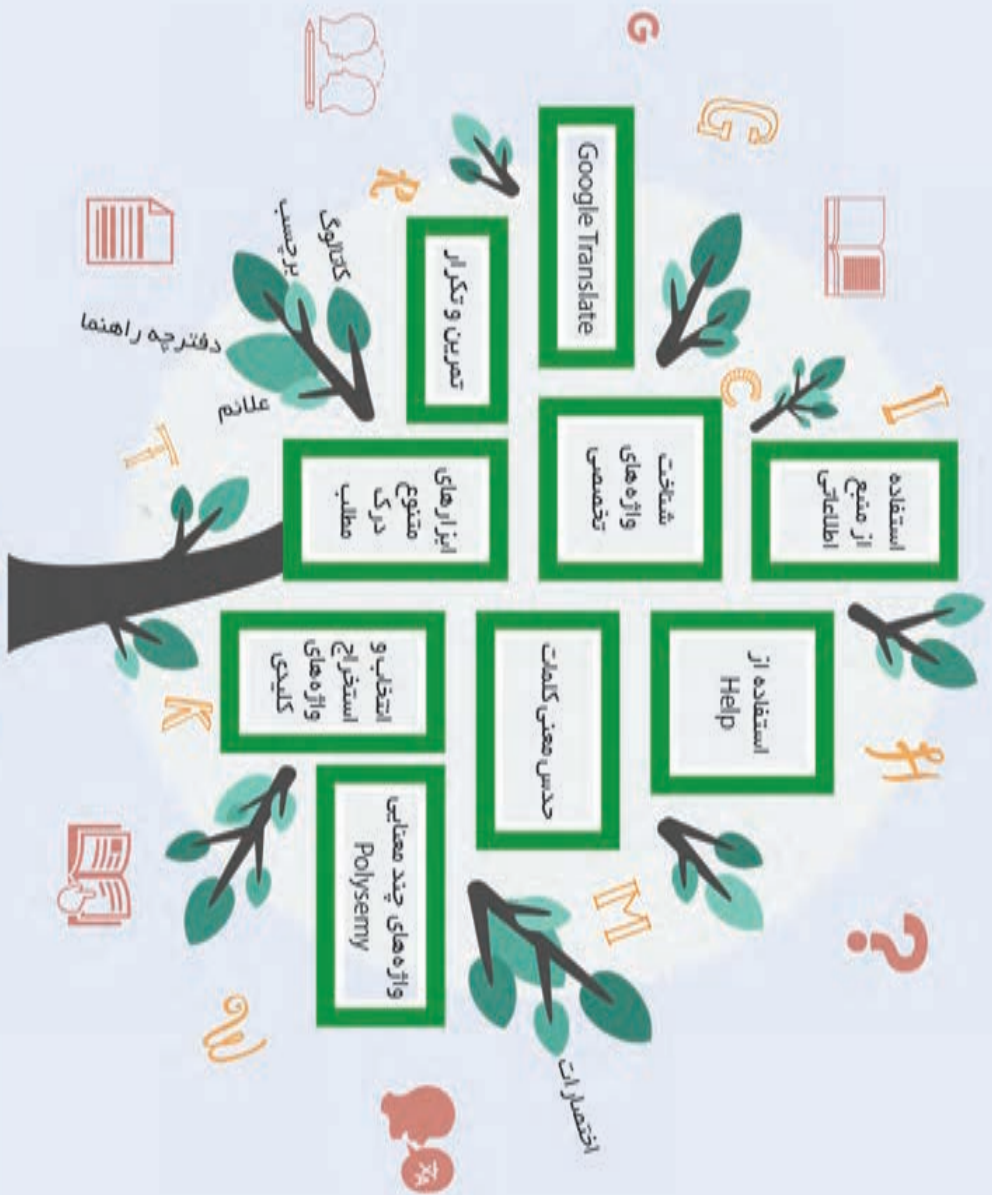 I
H
?
استفاده
از منبع
اطلاعاتی
G
C
استفاده از
Help
G
M
شناخت
واژه‌های
تخصصی
Google Translate
اختصارات
حدس معنی کلمات
تمرین و تکرار
R
ابزارهای
متنوع
درک
مطلب
واژه‌های چند معنایی
Polysemy
انتخاب و
استخراج
واژه‌های
کلیدی
کاتالوگ
برچسب
علائم
دفترچه راهنما
W
K
T